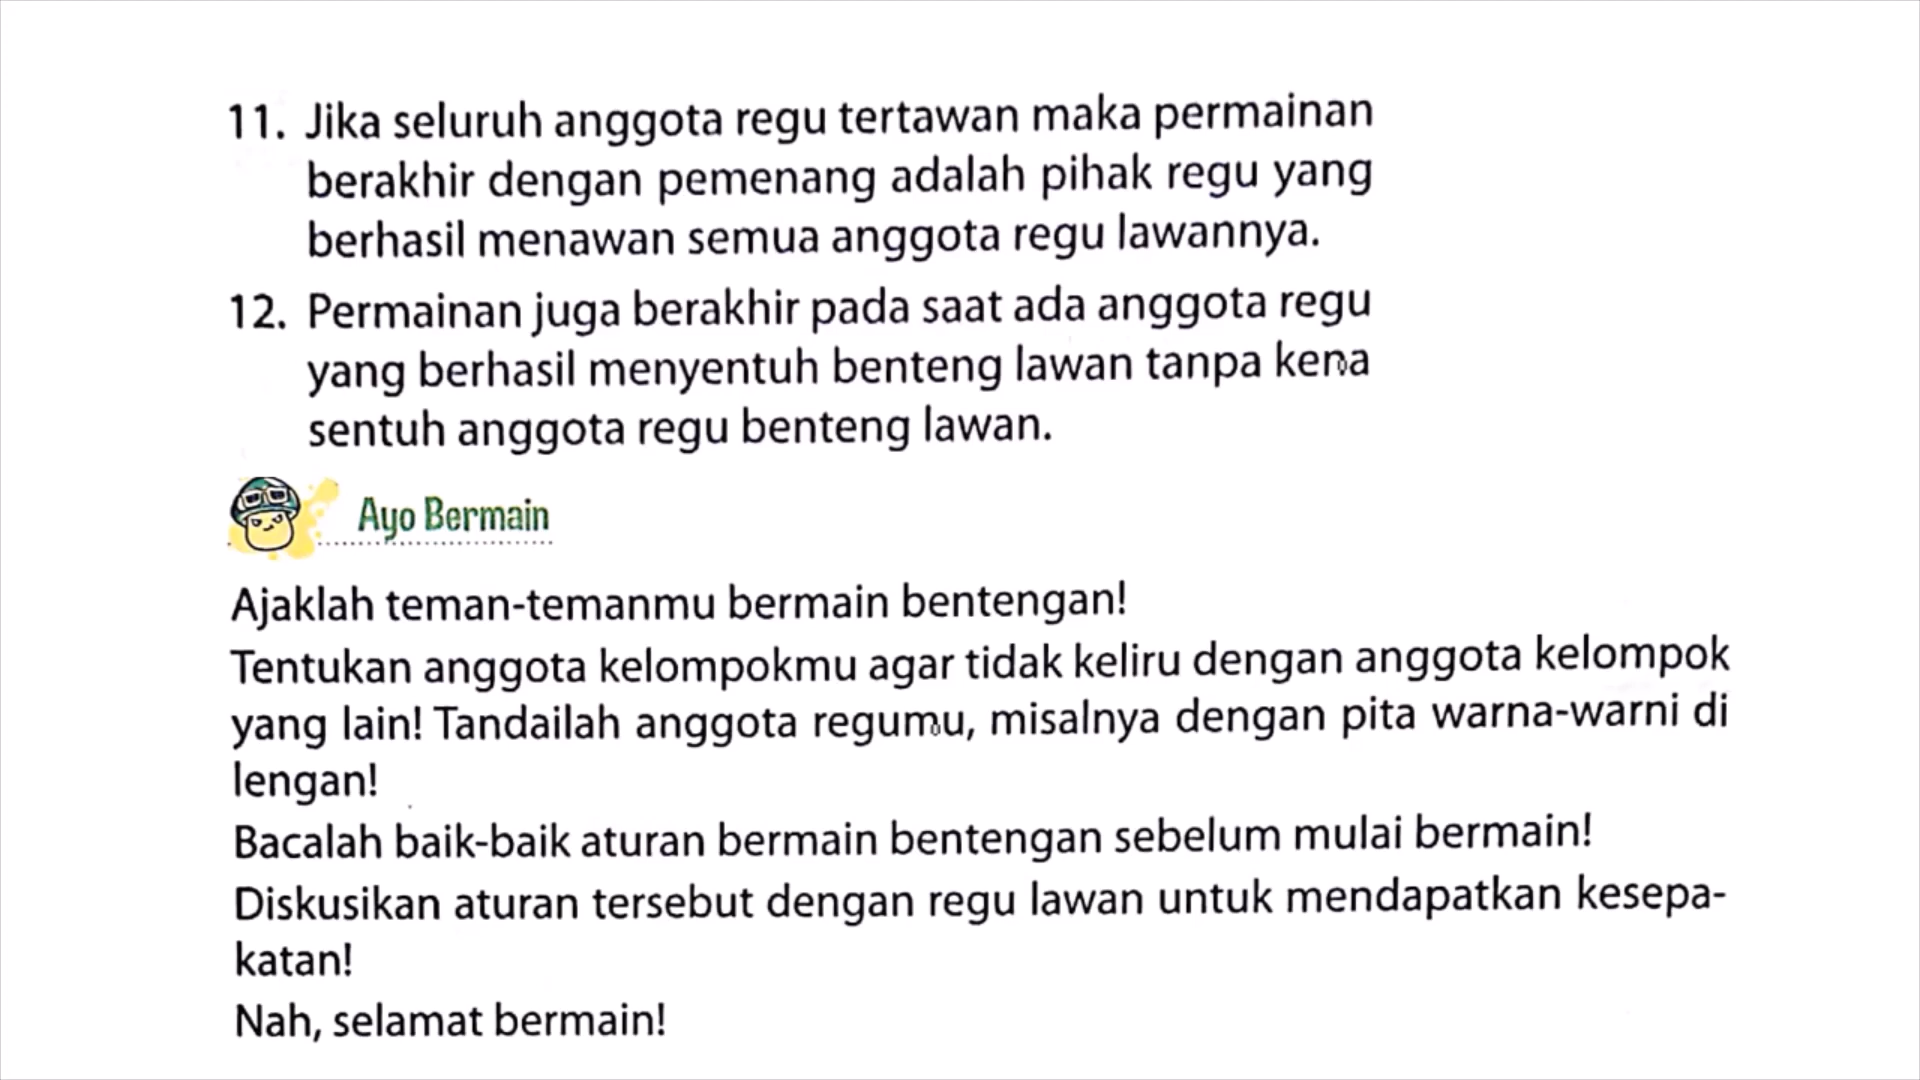 11. Jika seluruh anggota regu tertawan maka permainan
berakhir dengan pemenang adalah pihak regu yang
berhasil menawan semua anggota regu lawannya.
12. Permainan juga berakhir pada saat ada anggota regu
yang berhasil menyentuh benteng lawan tanpa kena
sentuh anggota regu benteng lawan.
Ayo Bermain
Ajaklah teman-temanmu bermain bentengan!
Tentukan anggota kelompokmu agar tidak keliru dengan anggota kelompok
yang lain! Tandailah anggota regumu, misalnya dengan pita warna-warni di
lengan!
Bacalah baik-baik aturan bermain bentengan sebelum mulai bermain!
Diskusikan aturan tersebut dengan regu lawan untuk mendapatkan kesepa-
katan!
Nah, selamat bermain!